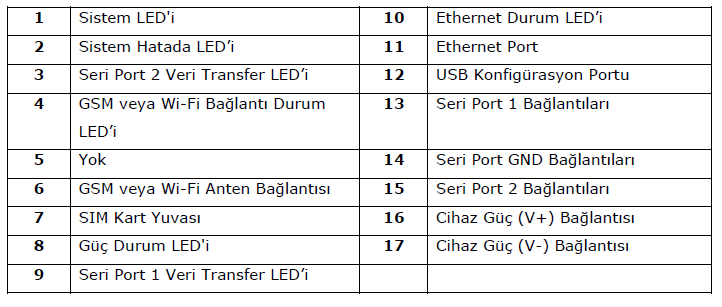 1 Sistem LED'i 10 Ethernet Durum LED’i
2 Sistem Hatada LED’i 11 Ethernet Port
3 Seri Port 2 Veri Transfer LED’i 12 USB Konfigürasyon Portu
4 GSM veya Wi-Fi Bağlantı Durum 13 Seri Port 1 Bağlantıları
LED’i
5 Yok 14 Seri Port GND Bağlantıları
6 GSM veya Wi-Fi Anten Bağlantısı 15 Seri Port 2 Bağlantıları
7 SIM Kart Yuvası 16 Cihaz Güç (V+) Bağlantısı
8 Güç Durum LED'i 17 Cihaz Güç (V-) Bağlantısı
9 Seri Port 1 Veri Transfer LED’i